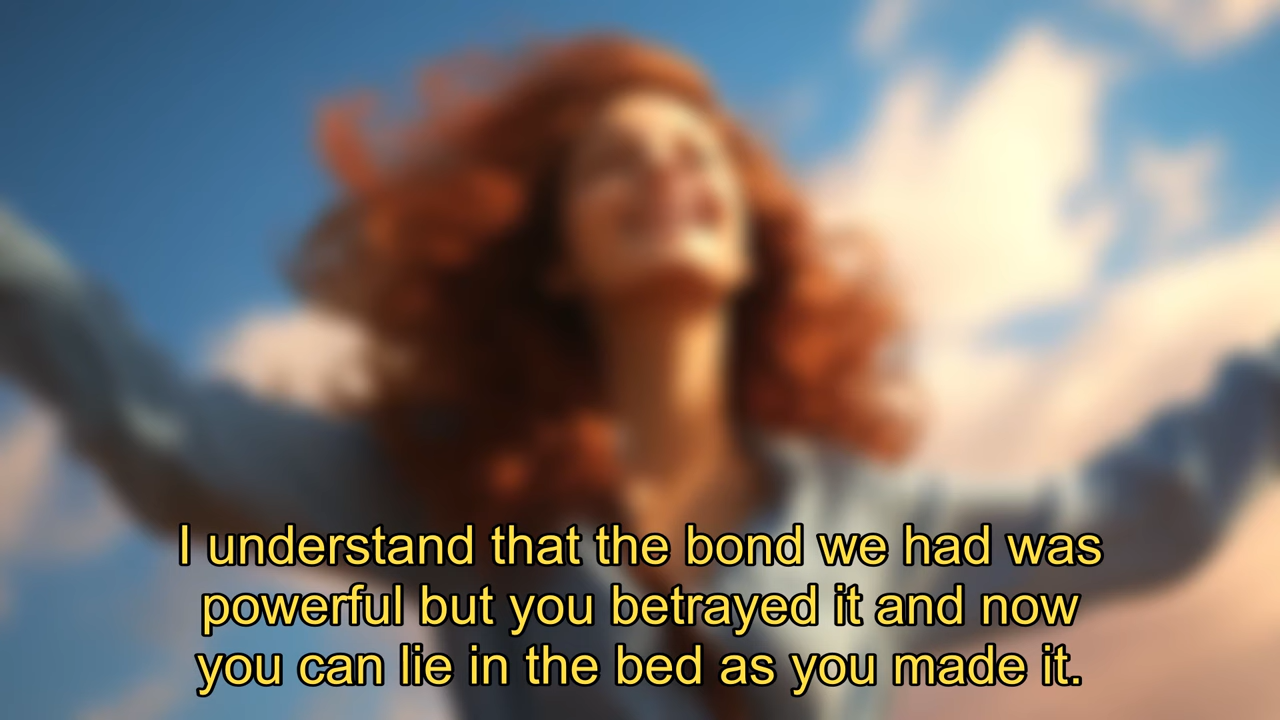 I understand that the bond we had was
powerful but you betrayed it and now
you can lie in the bed as you made it.